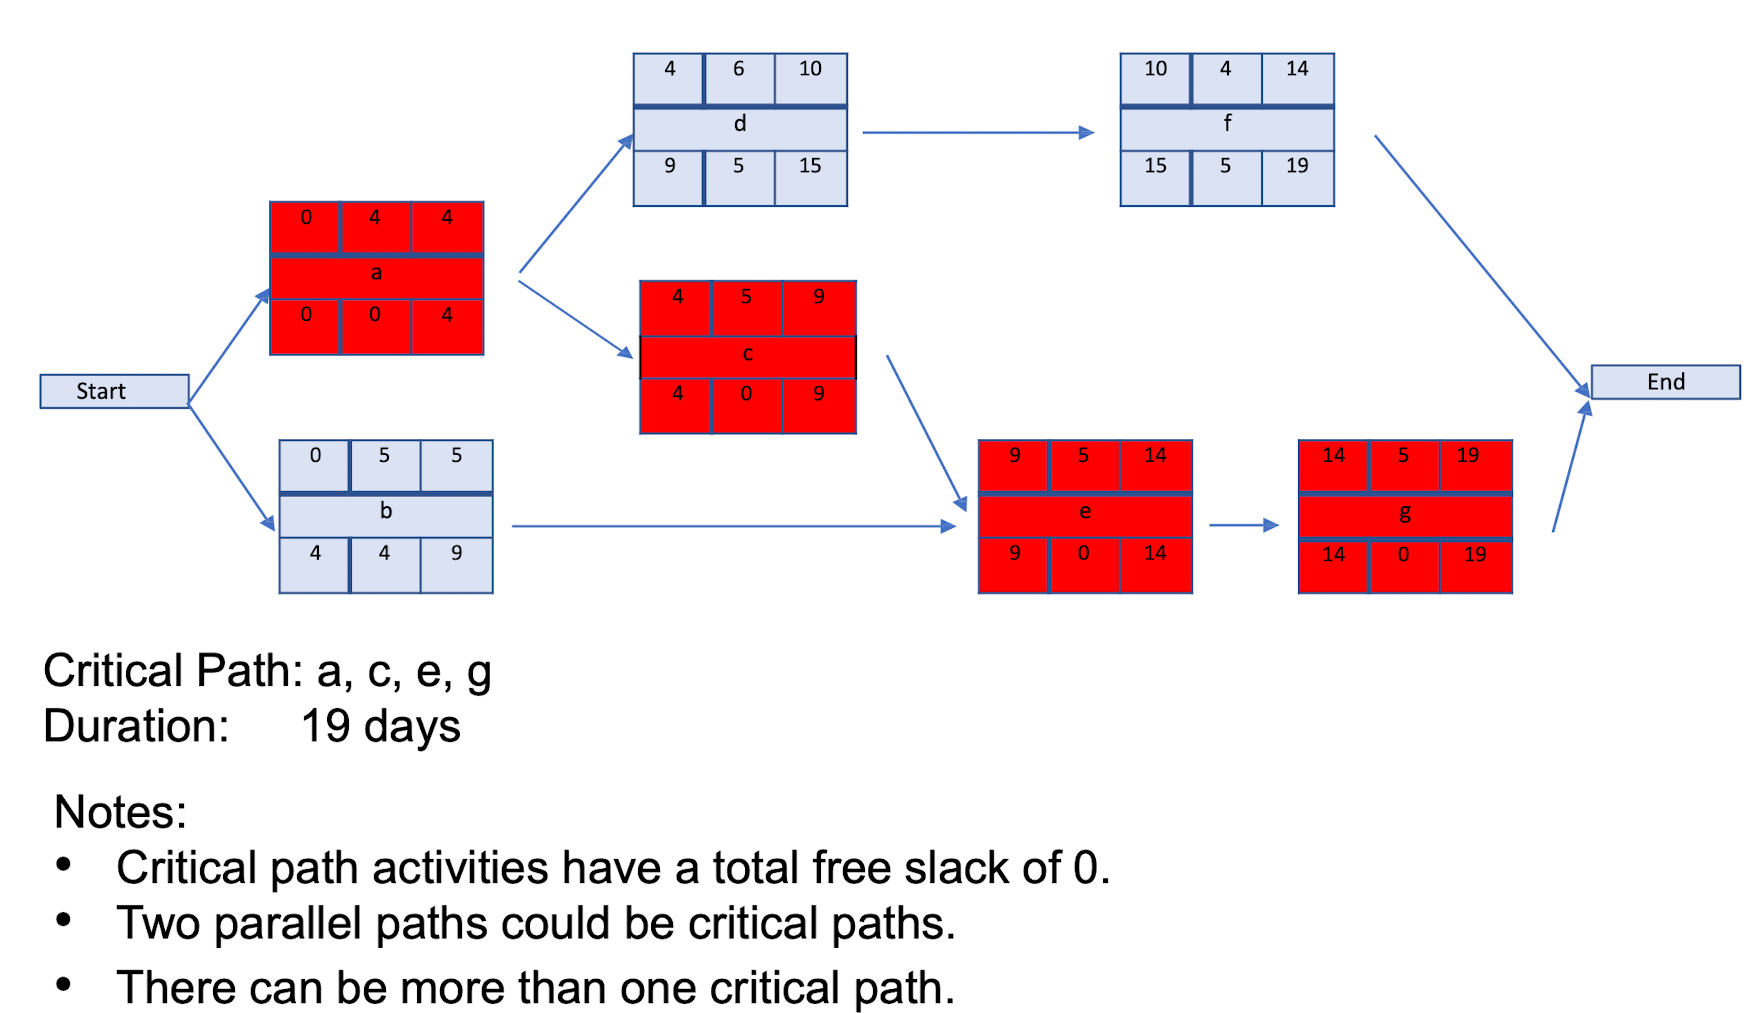 4 6 10
d
9 5 15
10 4 14
f
15 5 19
0 4 4
a
0 0 4
4 5 9
c
4 0 9
Start
End
0 5 5
b
4 4 9
9 5 14
e
9 0 14
14 5 19
g
14 0 19
Critical Path: a, c, e, g
Duration: 19 days
Notes:
• Critical path activities have a total free slack of 0.
• Two parallel paths could be critical paths.
• There can be more than one critical path.